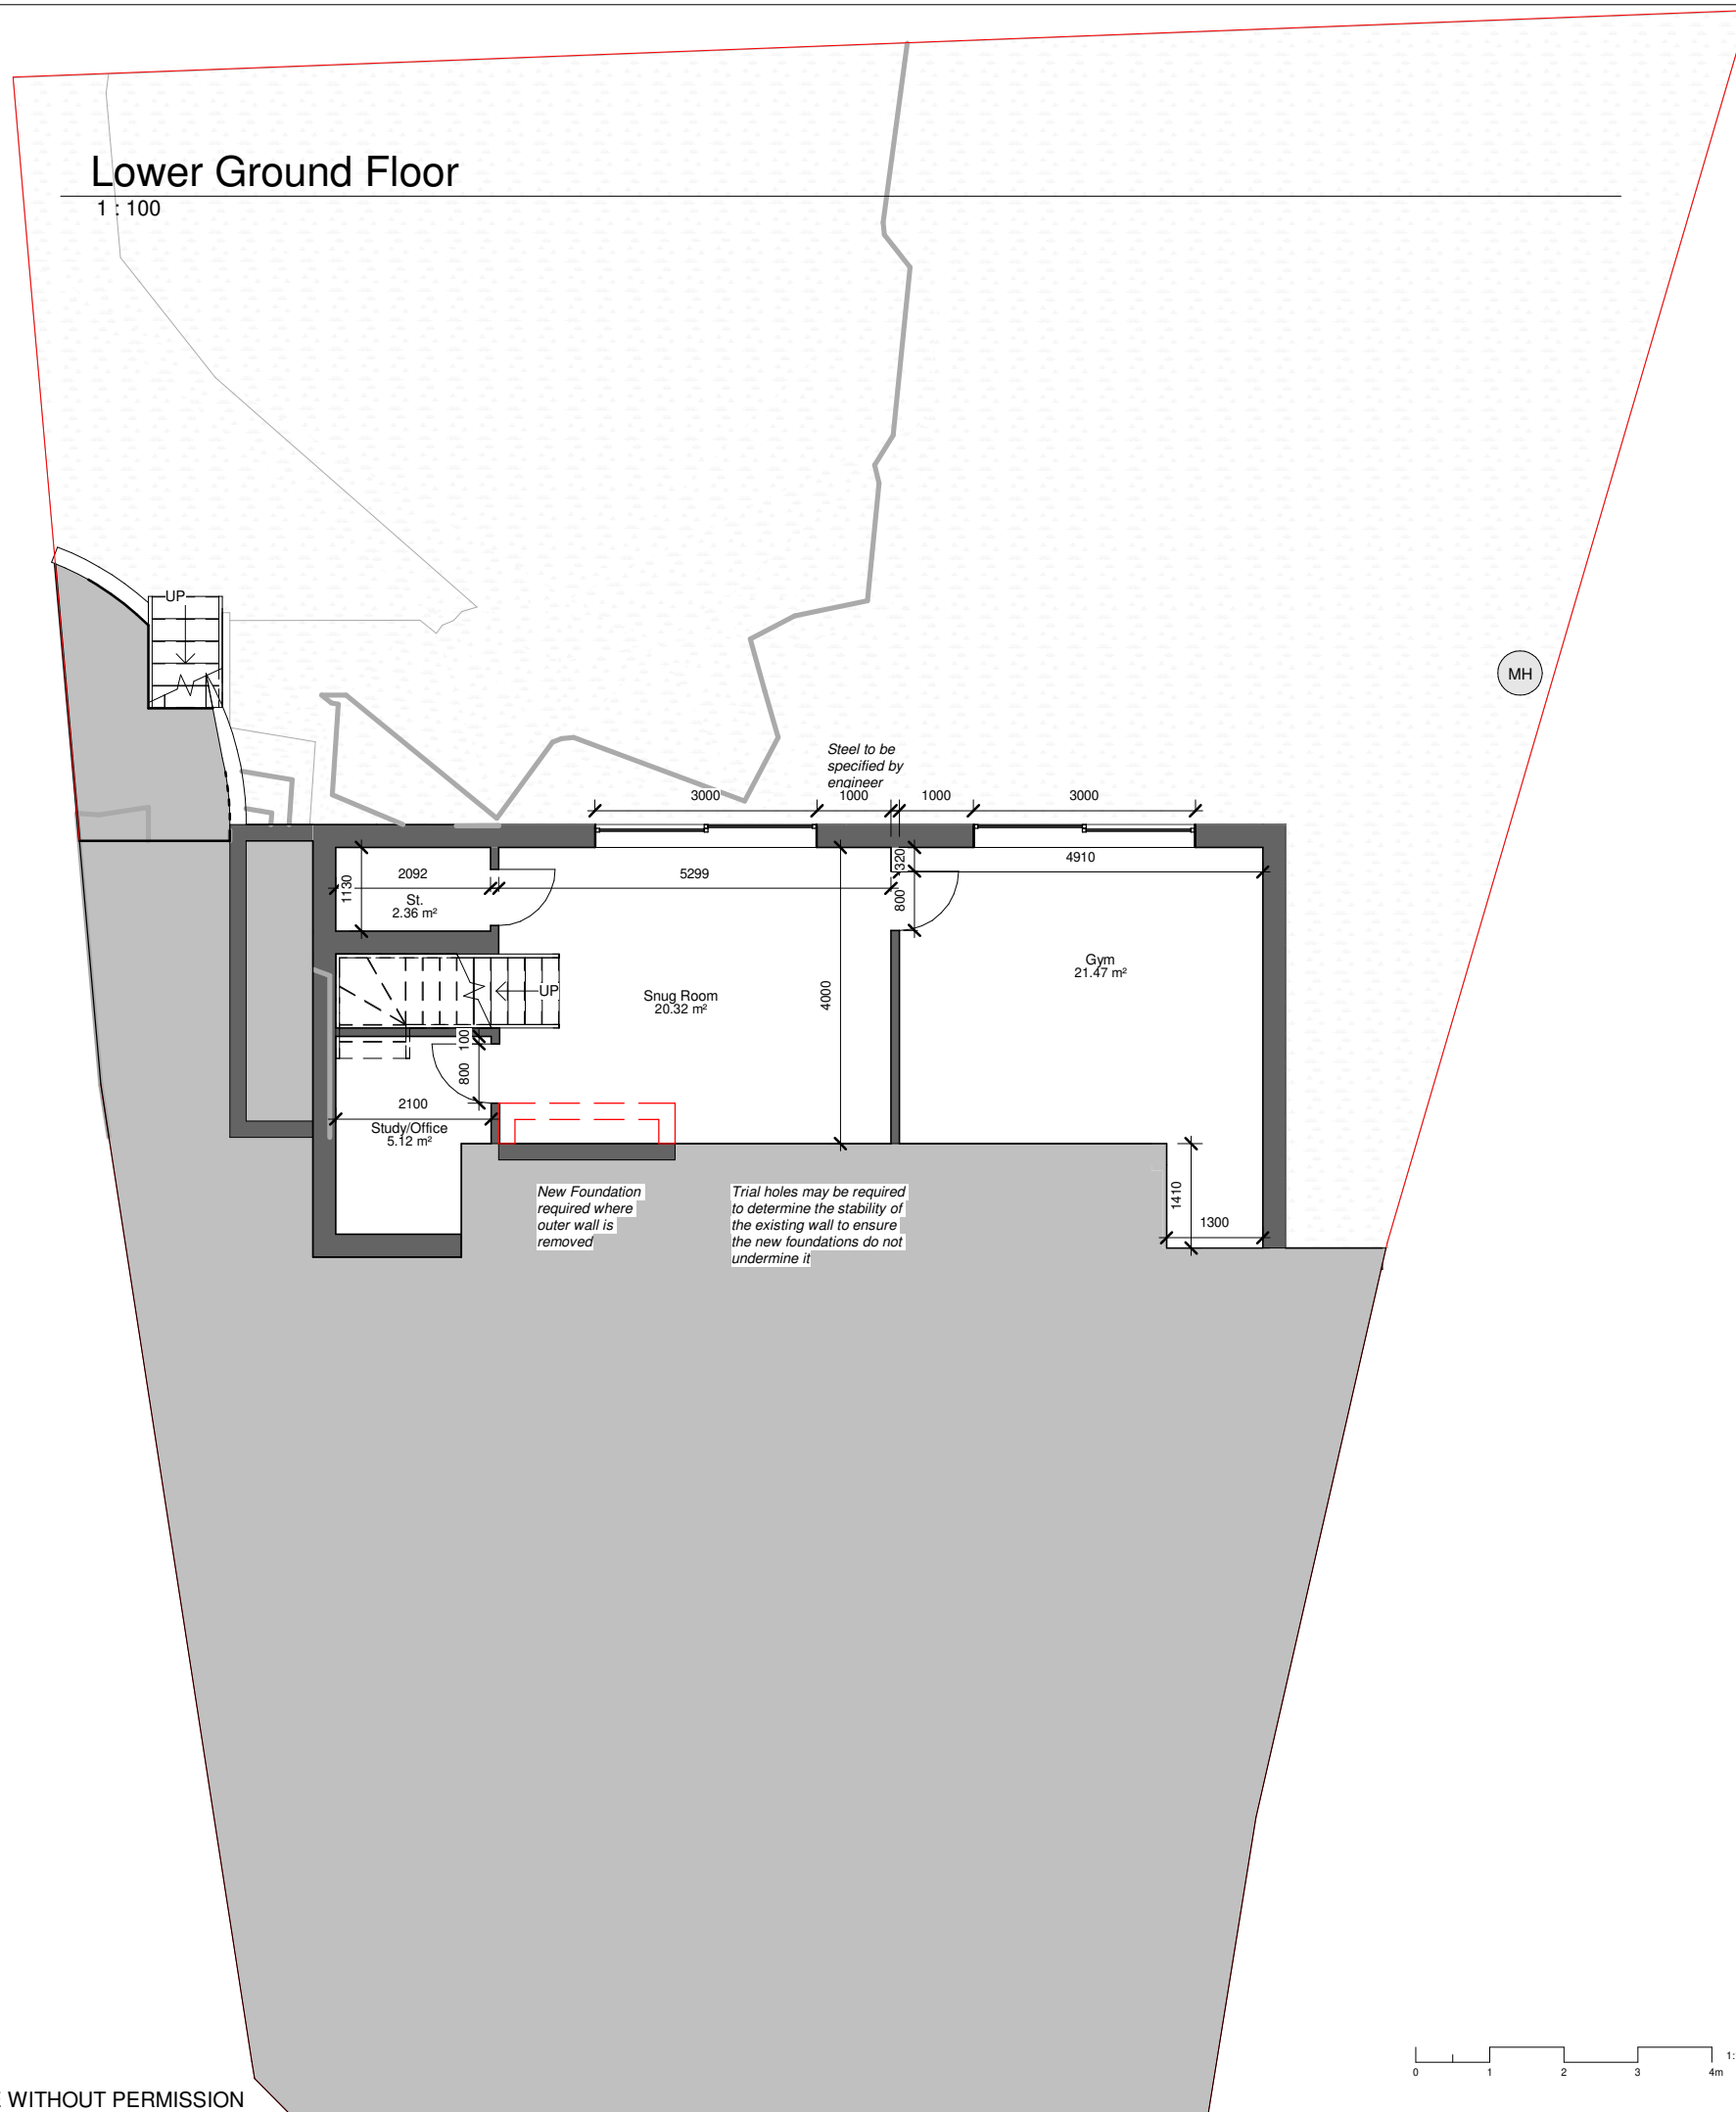 Lower Ground Floor
1 : 100
UP
MH
Steel to be
specified by
engineer
3000
1000
1000
3000
320
4910
2092
5299
1130
St.
2.36 m²
800
Gym
21.47 m²
UP
Snug Room
20.32 m²
4000
100
800
2100
Study/Office
5.12 m²
New Foundation
required where
outer wall is
removed
Trial holes may be required
to determine the stability of
the existing wall to ensure
the new foundations do not
undermine it
1410
1300
1:
0 1 2 3 4m
WITHOUT PERMISSION